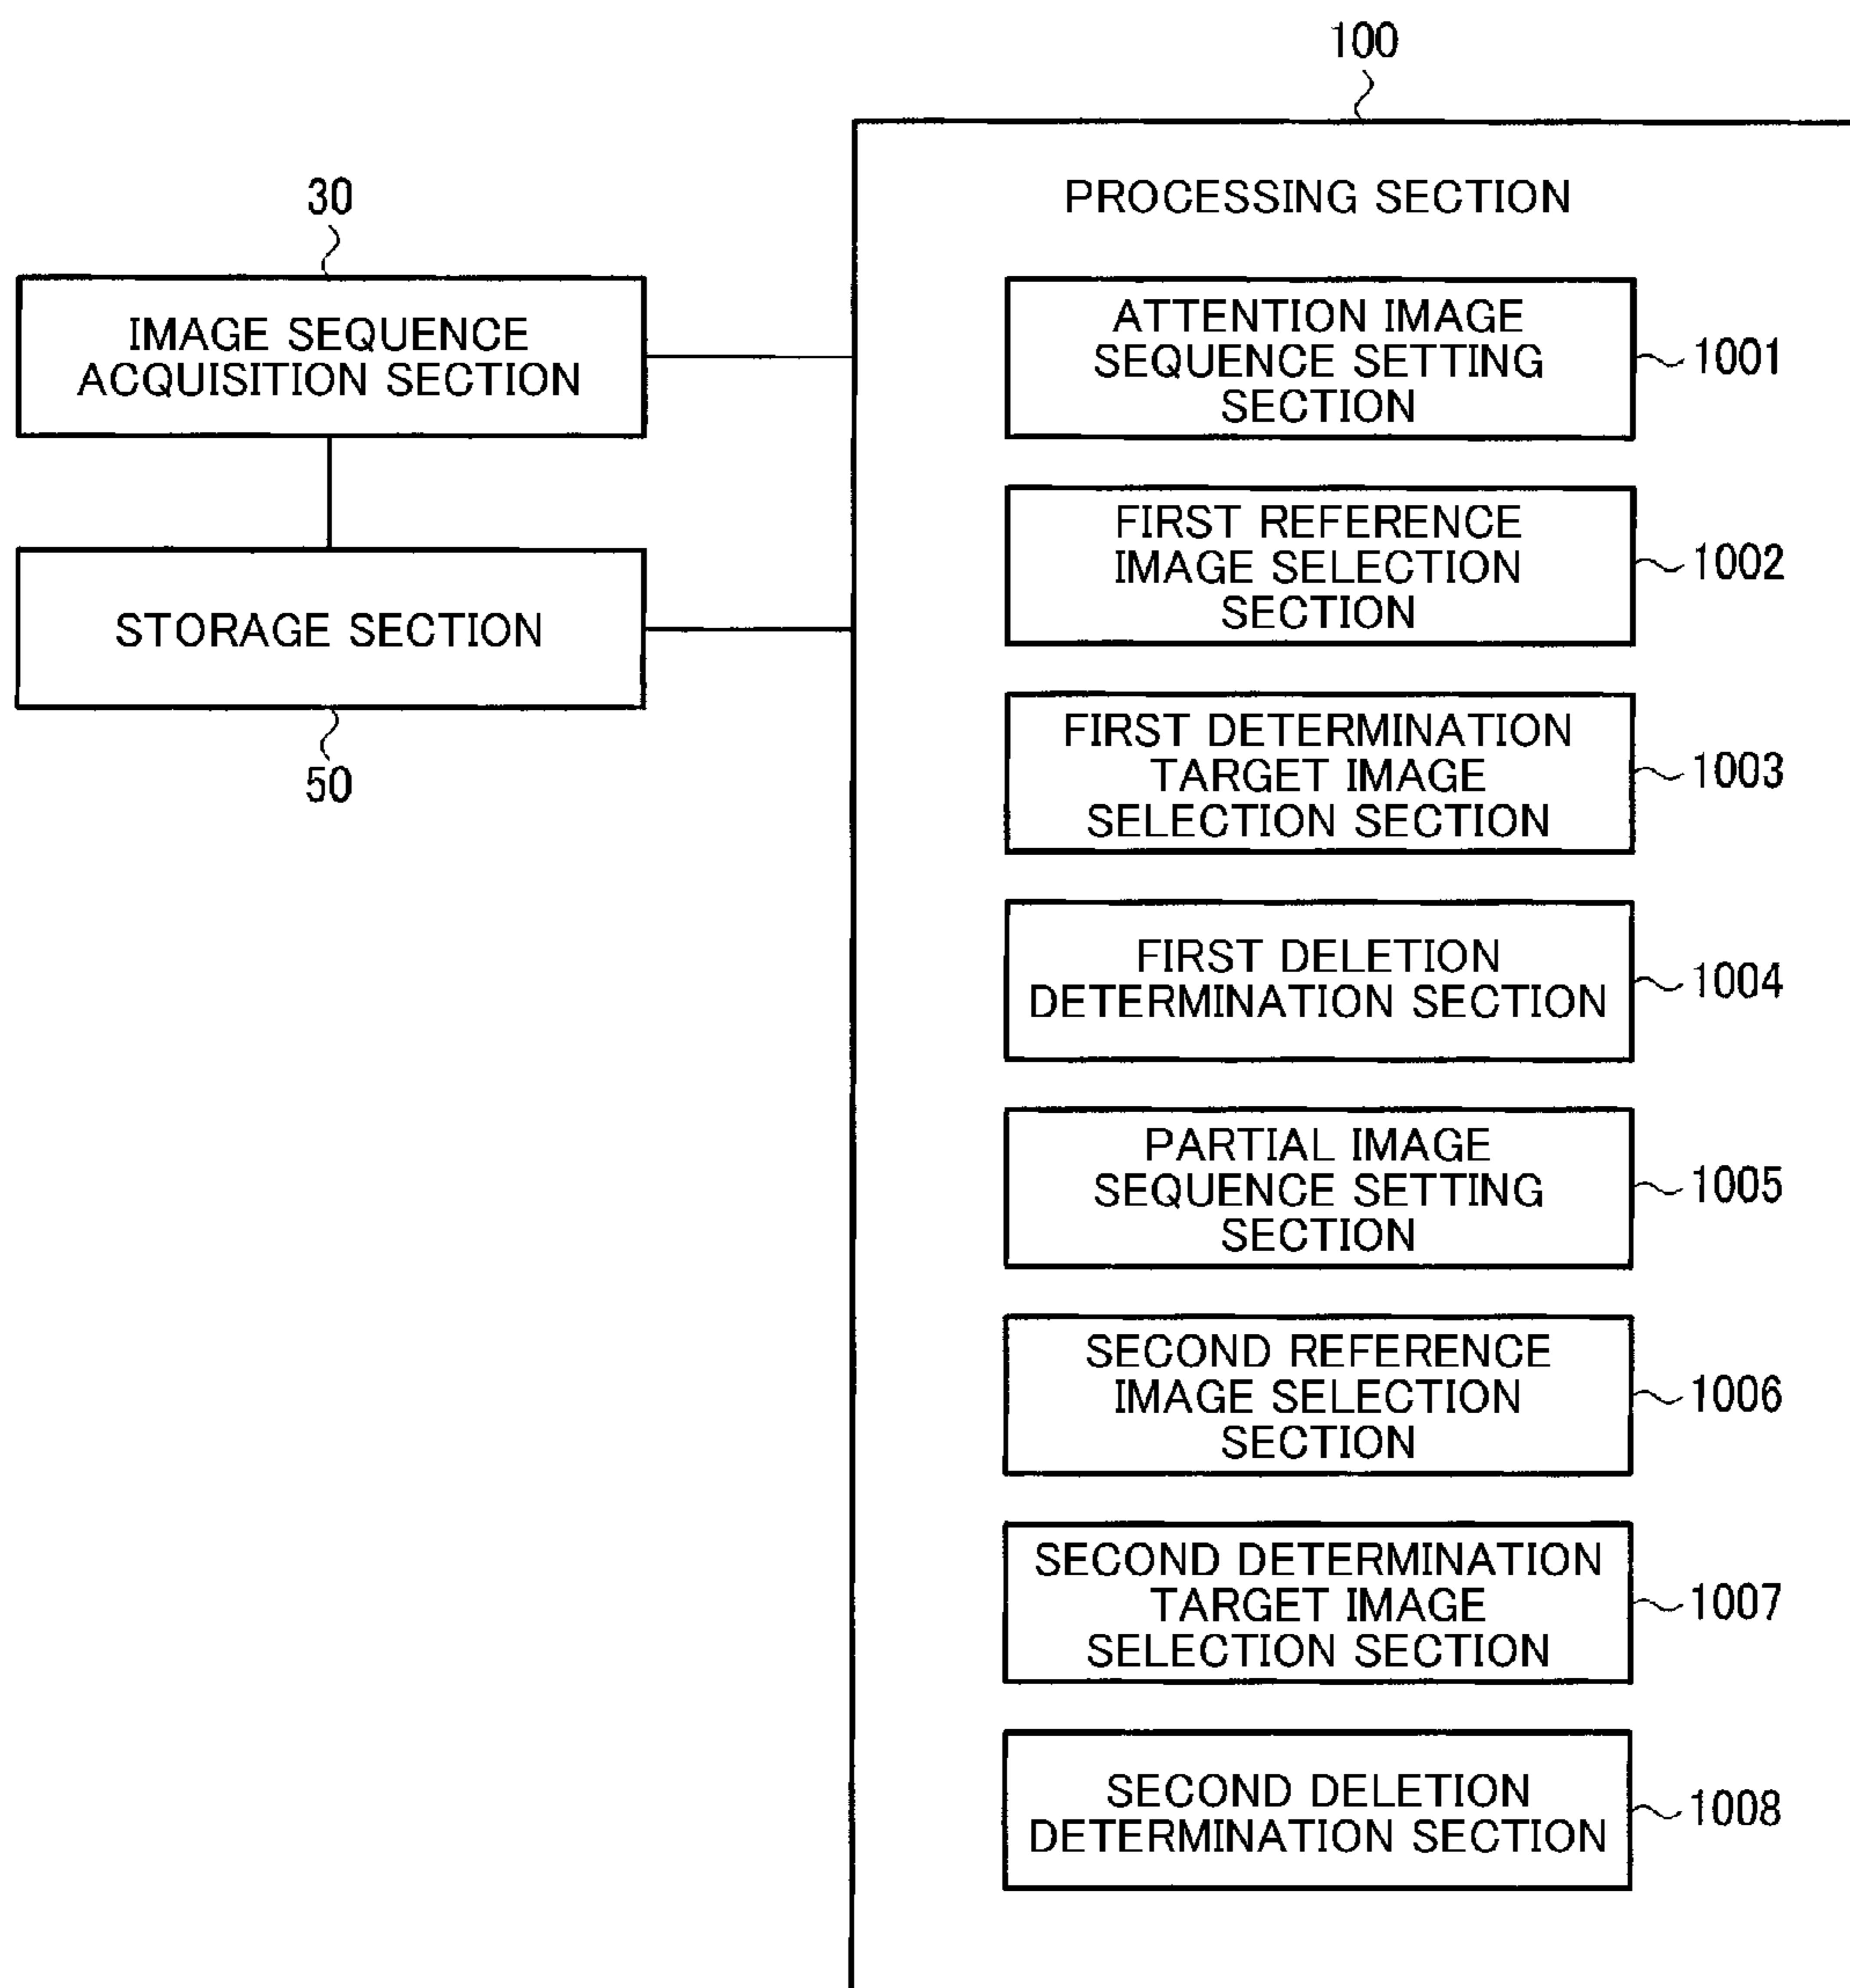 100
PROCESSING SECTION
30
IMAGE SEQUENCE
ACQUISITION SECTION
STORAGE SECTION
50
ATTENTION IMAGE
SEQUENCE SETTING
SECTION
1001
FIRST REFERENCE
IMAGE SELECTION
SECTION
1002
FIRST DETERMINATION
TARGET IMAGE
SELECTION SECTION
1003
FIRST DELETION
DETERMINATION SECTION
1004
PARTIAL IMAGE
SEQUENCE SETTING
SECTION
1005
SECOND REFERENCE
IMAGE SELECTION
SECTION
1006
SECOND DETERMINATION
TARGET IMAGE
SELECTION SECTION
1007
SECOND DELETION
DETERMINATION SECTION
1008